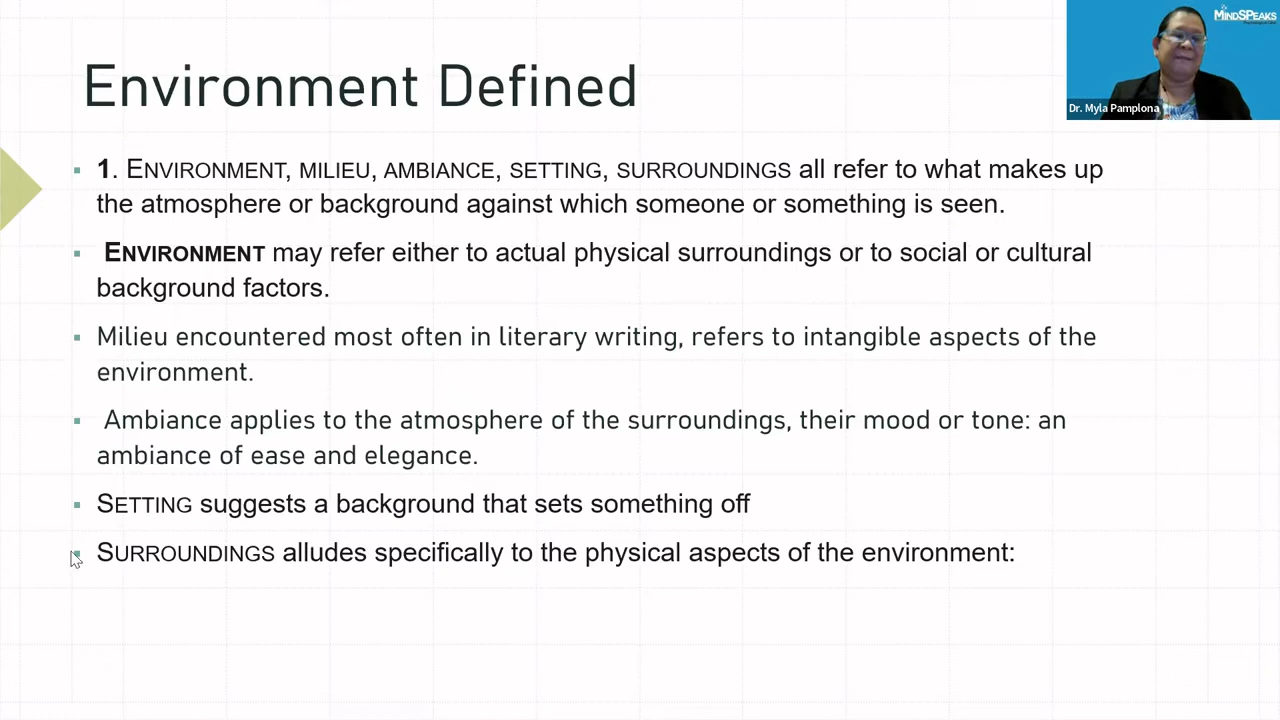 MINDSPEAKS
Dr. Myla Pamplona
Environment Defined
1. ENVIRONMENT, MILIEU, AMBIANCE, SETTING, SURROUNDINGS all refer to what makes up
the atmosphere or background against which someone or something is seen.
ENVIRONMENT may refer either to actual physical surroundings or to social or cultural
background factors.
Milieu encountered most often in literary writing, refers to intangible aspects of the
environment.
Ambiance applies to the atmosphere of the surroundings, their mood or tone: an
ambiance of ease and elegance.
SETTING suggests a background that sets something off
SURROUNDINGS alludes specifically to the physical aspects of the environment: